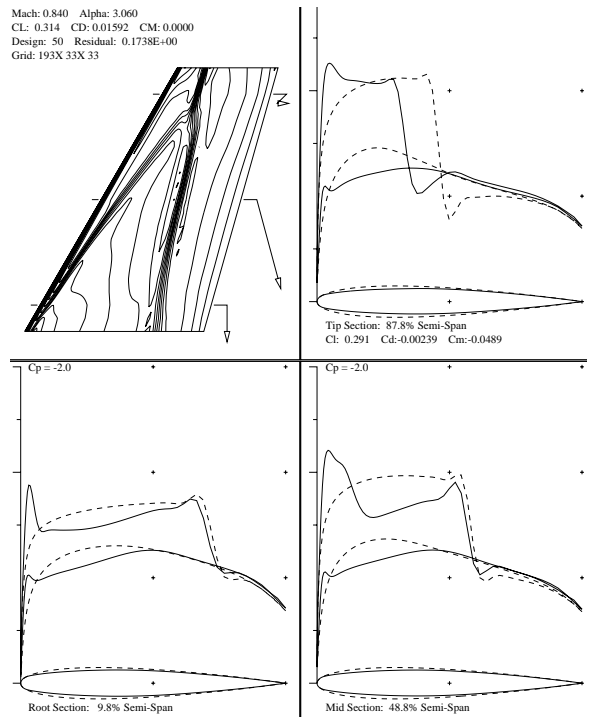 Mach: 0.840 Alpha: 3.060
CL: 0.314 CD: 0.01592 CM: 0.0000
Design: 50 Residual: 0.1738E+00
Grid: 193X 33X 33
Tip Section: 87.8% Semi-Span
Cl: 0.291 Cd:-0.00239 Cm:-0.0489
Cp = -2.0
Root Section: 9.8% Semi-Span
Cp = -2.0
Mid Section: 48.8% Semi-Span